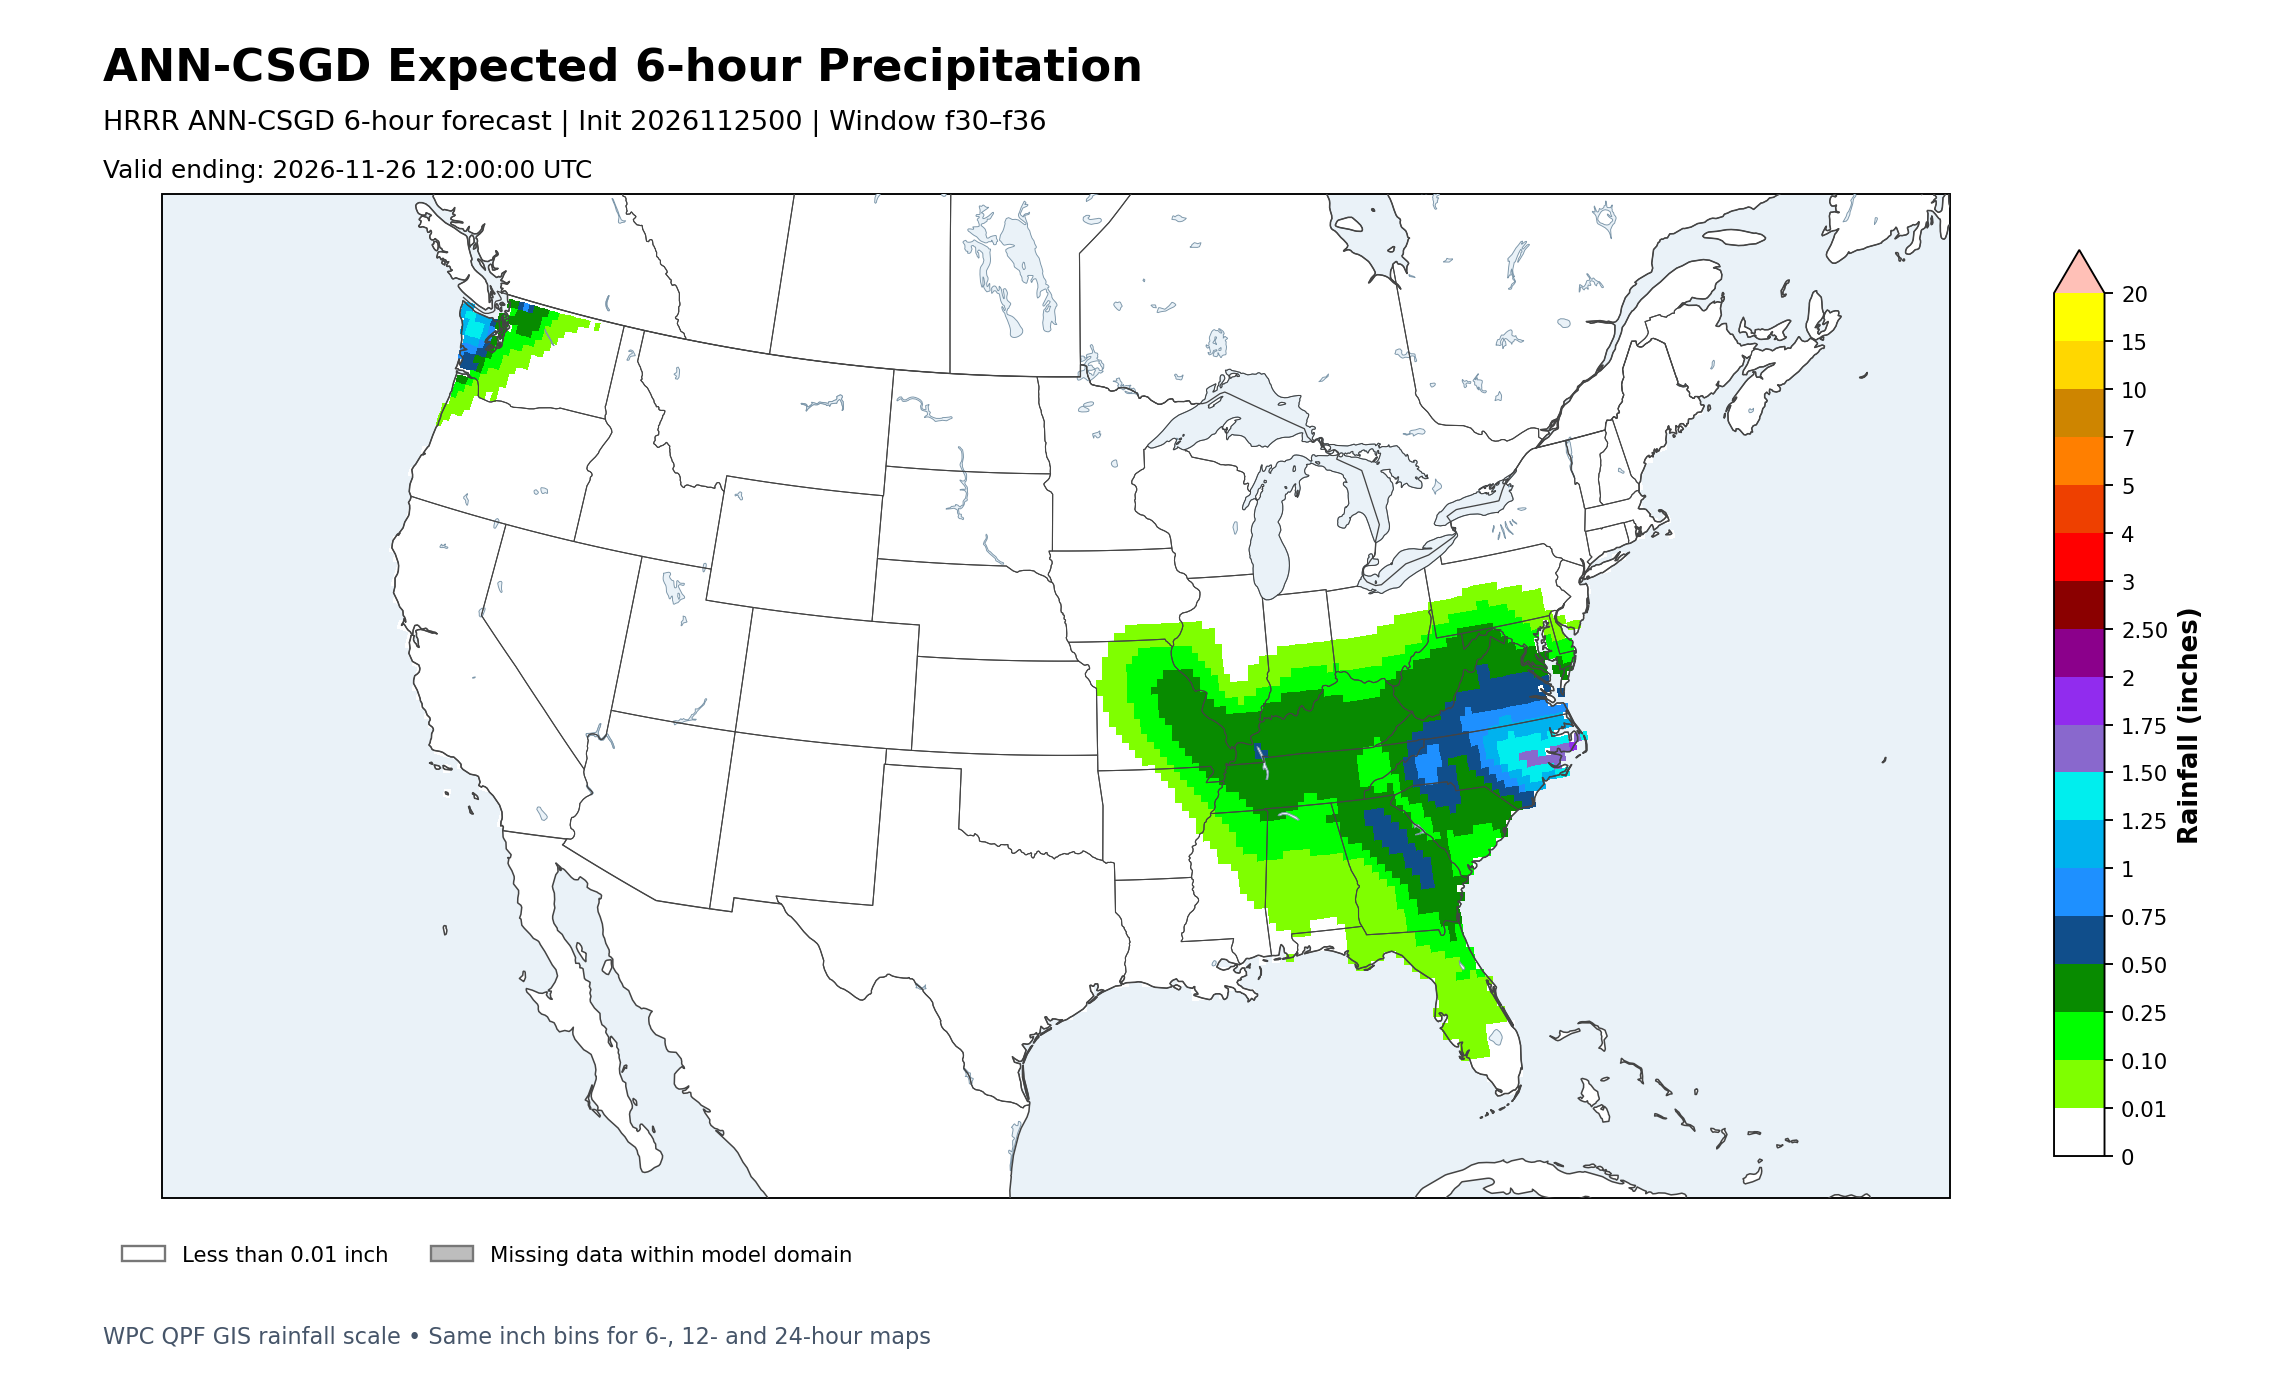 ANN-CSGD Expected 6-hour Precipitation
HRRR ANN-CSGD 6-hour forecast | Init 2026112500 | Window f30–f36
Valid ending: 2026-11-26 12:00:00 UTC
20
15
10
7
5
4
3
2.50
2
1.75
1.50
1.25
1
0.75
0.50
0.25
0.10
0.01
0
Rainfall (inches)
Less than 0.01 inch
Missing data within model domain
WPC QPF GIS rainfall scale • Same inch bins for 6-, 12- and 24-hour maps